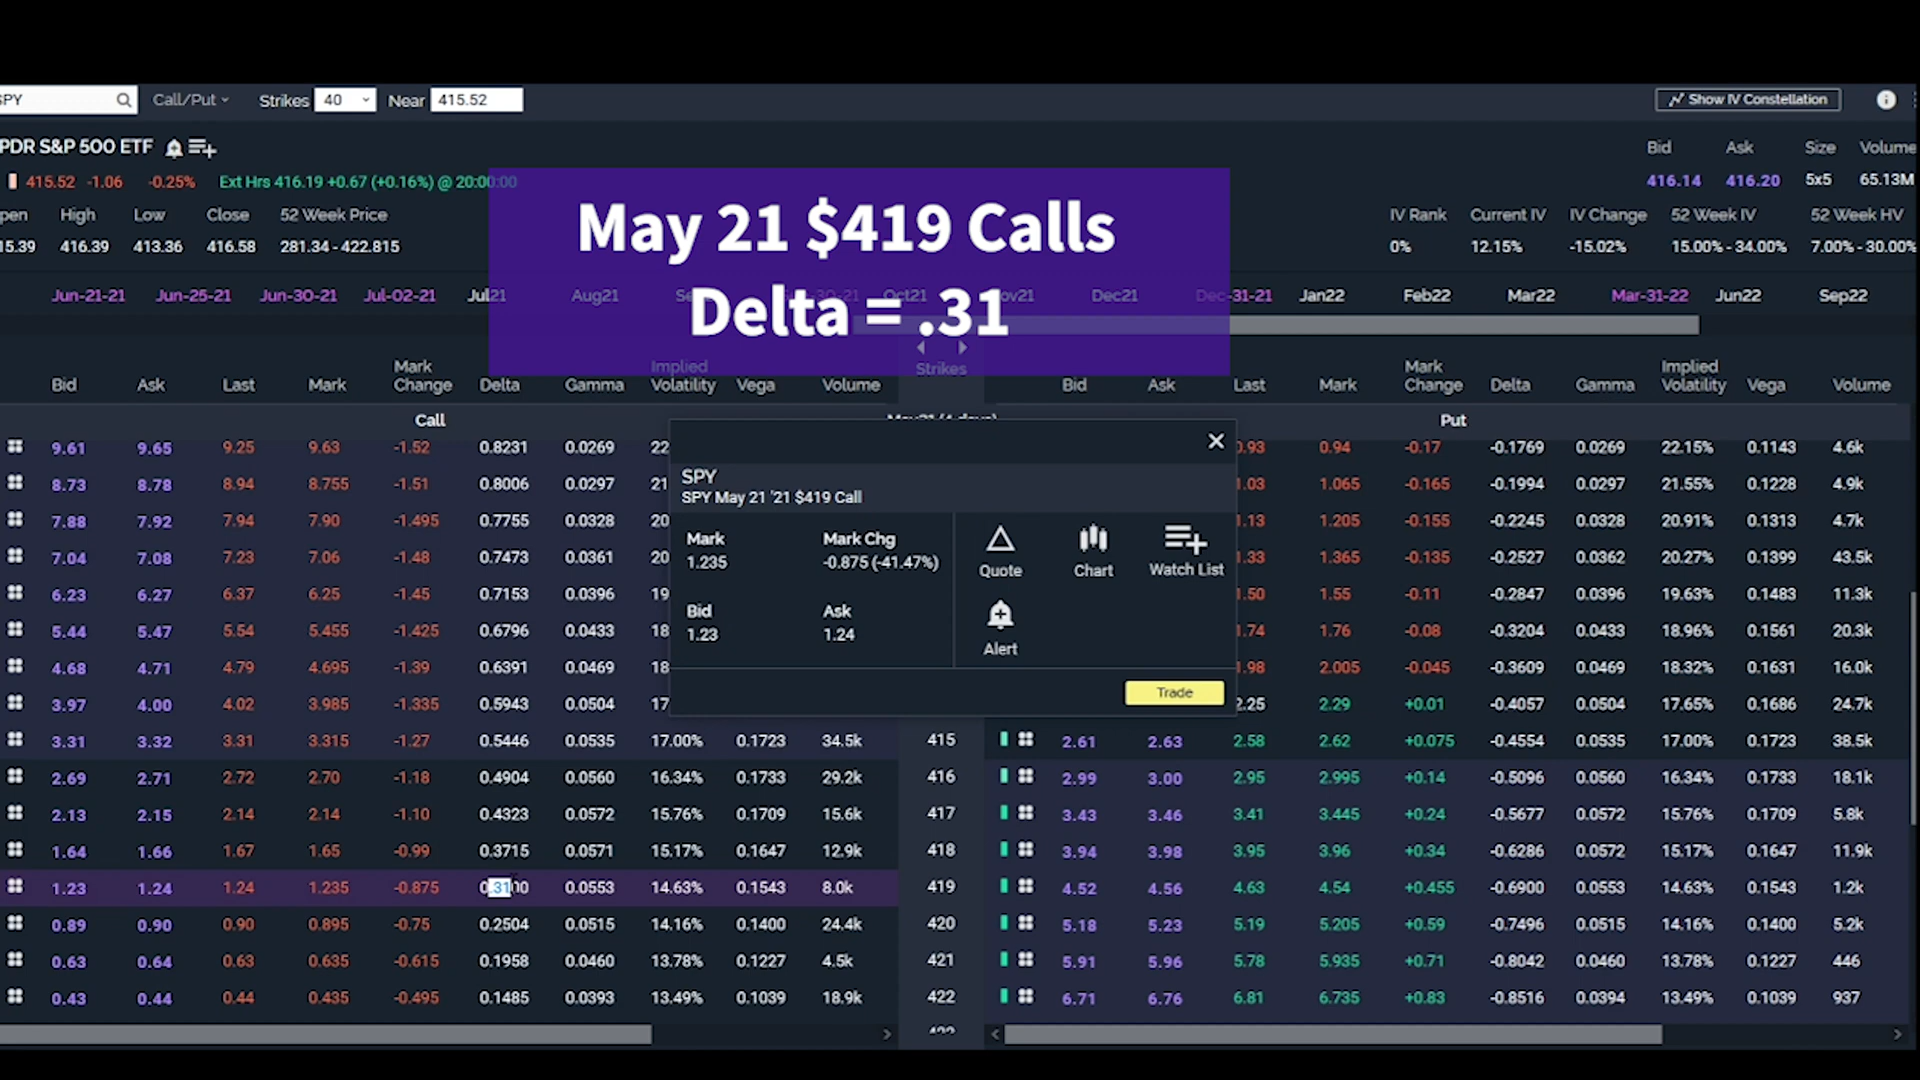 SPY Call/Put Strikes 40 Near 415.52 Show IV Constellation
PDR S&P 500 ETF Bid Ask Size Volume
415.52 -1.06 -0.25% Ext Hrs 416.19 +0.67 (+0.16%) @ 20:00:00 416.14 416.20 5x5 65.13M
pen High Low Close 52 Week Price IV Rank Current IV IV Change 52 Week IV 52 Week HV
15.39 416.39 413.36 416.58 281.34 - 422.815 0% 12.15% -15.02% 15.00% - 34.00% 7.00% - 30.00%
May 21 $419 Calls
Delta = .31
Jun-21-21 Jun-25-21 Jun-30-21 Jul-02-21 Jul21 Aug21 Oct21 Nov21 Dec21 Dec-31-21 Jan22 Feb22 Mar22 Mar-31-22 Jun22 Sep22
Strikes
Bid Ask Last Mark Mark Change Delta Gamma Implied Volatility Vega Volume Bid Ask Last Mark Mark Change Delta Gamma Implied Volatility Vega Volume
Call May21 (4 days) Put
9.61 9.65 9.25 9.63 -1.52 0.8231 0.0269 22 0.93 0.94 -0.17 -0.1769 0.0269 22.15% 0.1143 4.6k
8.73 8.78 8.94 8.755 -1.51 0.8006 0.0297 21 1.03 1.065 -0.165 -0.1994 0.0297 21.55% 0.1228 4.9k
7.88 7.92 7.94 7.90 -1.495 0.7755 0.0328 20 1.13 1.205 -0.155 -0.2245 0.0328 20.91% 0.1313 4.7k
7.04 7.08 7.23 7.06 -1.48 0.7473 0.0361 20 1.33 1.365 -0.135 -0.2527 0.0362 20.27% 0.1399 43.5k
6.23 6.27 6.37 6.25 -1.45 0.7153 0.0396 19 1.50 1.55 -0.11 -0.2847 0.0396 19.63% 0.1483 11.3k
5.44 5.47 5.54 5.455 -1.425 0.6796 0.0433 18 1.74 1.76 -0.08 -0.3204 0.0433 18.96% 0.1561 20.3k
4.68 4.71 4.79 4.695 -1.39 0.6391 0.0469 18 1.98 2.005 -0.045 -0.3609 0.0469 18.32% 0.1631 16.0k
3.97 4.00 4.02 3.985 -1.335 0.5943 0.0504 17 2.25 2.29 +0.01 -0.4057 0.0504 17.65% 0.1686 24.7k
SPY
SPY May 21 '21 $419 Call
Mark Mark Chg
1.235 -0.875 (-41.47%)
Bid Ask
1.23 1.24
Quote Chart Watch List
Alert
Trade
3.31 3.32 3.31 3.315 -1.27 0.5446 0.0535 17.00% 0.1723 34.5k 415 2.61 2.63 2.58 2.62 +0.075 -0.4554 0.0535 17.00% 0.1723 38.5k
2.69 2.71 2.72 2.70 -1.18 0.4904 0.0560 16.34% 0.1733 29.2k 416 2.99 3.00 2.95 2.995 +0.14 -0.5096 0.0560 16.34% 0.1733 18.1k
2.13 2.15 2.14 2.14 -1.10 0.4323 0.0572 15.76% 0.1709 15.6k 417 3.43 3.46 3.41 3.445 +0.24 -0.5677 0.0572 15.76% 0.1709 5.8k
1.64 1.66 1.67 1.65 -0.99 0.3715 0.0571 15.17% 0.1647 12.9k 418 3.94 3.98 3.95 3.96 +0.34 -0.6286 0.0572 15.17% 0.1647 11.9k
1.23 1.24 1.24 1.235 -0.875 0.3100 0.0553 14.63% 0.1543 8.0k 419 4.52 4.56 4.63 4.54 +0.455 -0.6900 0.0553 14.63% 0.1543 1.2k
0.89 0.90 0.90 0.895 -0.75 0.2504 0.0515 14.16% 0.1400 24.4k 420 5.18 5.23 5.19 5.205 +0.59 -0.7496 0.0515 14.16% 0.1400 5.2k
0.63 0.64 0.63 0.635 -0.615 0.1958 0.0460 13.78% 0.1227 4.5k 421 5.91 5.96 5.78 5.935 +0.71 -0.8042 0.0460 13.78% 0.1227 446
0.43 0.44 0.44 0.435 -0.495 0.1485 0.0393 13.49% 0.1039 18.9k 422 6.71 6.76 6.81 6.735 +0.83 -0.8516 0.0394 13.49% 0.1039 937